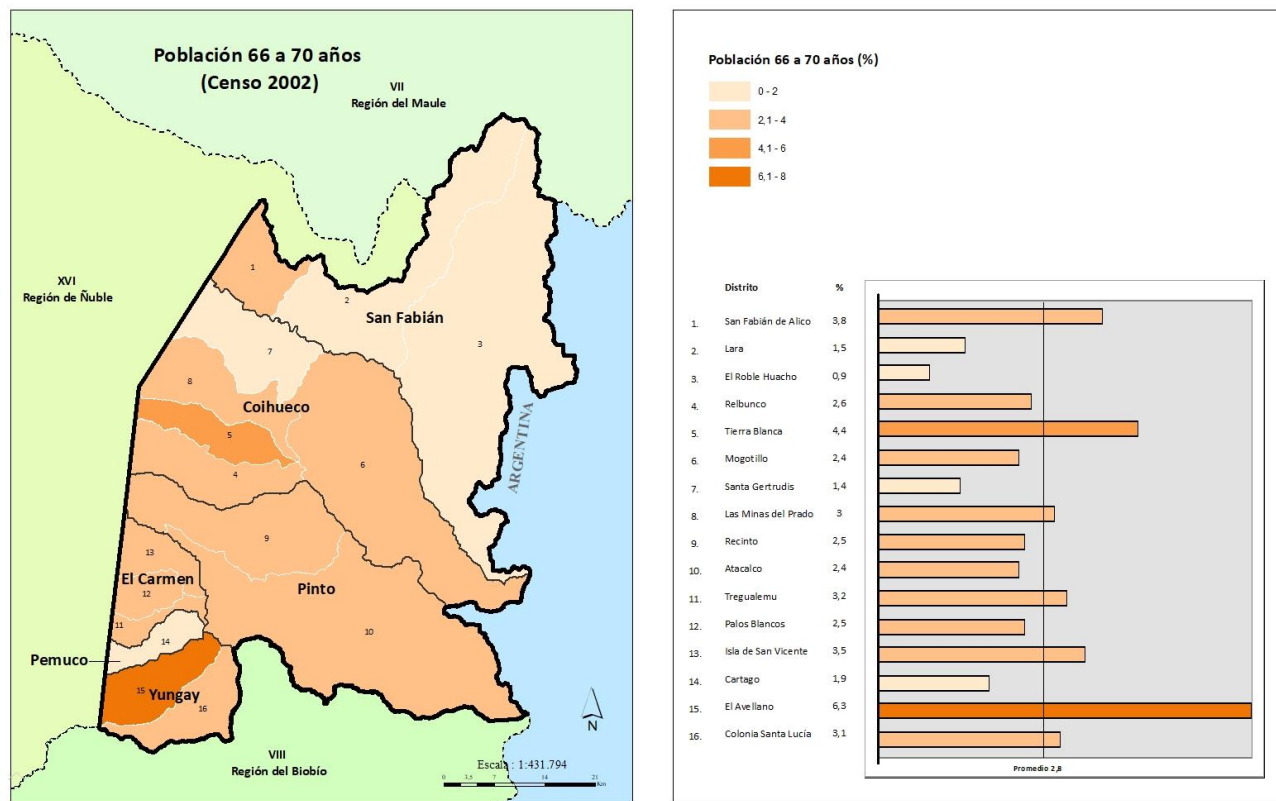 Población 66 a 70 años
(Censo 2002)
VII
Región del Maule
XVI
Región de Ñuble
1
2
San Fabián
3
7
8
Coihueco
5
4
6
ARGENTINA
9
13
El Carmen
12
Pinto
11
14
10
Pemuco
15
Yungay
16
N
VIII
Región del Biobío
Escala : 1:431.794
0 3,5 7 14 21
Km
Población 66 a 70 años (%)
0 - 2
2,1 - 4
4,1 - 6
6,1 - 8
Distrito %
1. San Fabián de Alico 3,8
2. Lara 1,5
3. El Roble Huacho 0,9
4. Relbunco 2,6
5. Tierra Blanca 4,4
6. Mogotillo 2,4
7. Santa Gertrudis 1,4
8. Las Minas del Prado 3
9. Recinto 2,5
10. Atacalco 2,4
11. Tregualemu 3,2
12. Palos Blancos 2,5
13. Isla de San Vicente 3,5
14. Cartago 1,9
15. El Avellano 6,3
16. Colonia Santa Lucía 3,1
Promedio 2,8